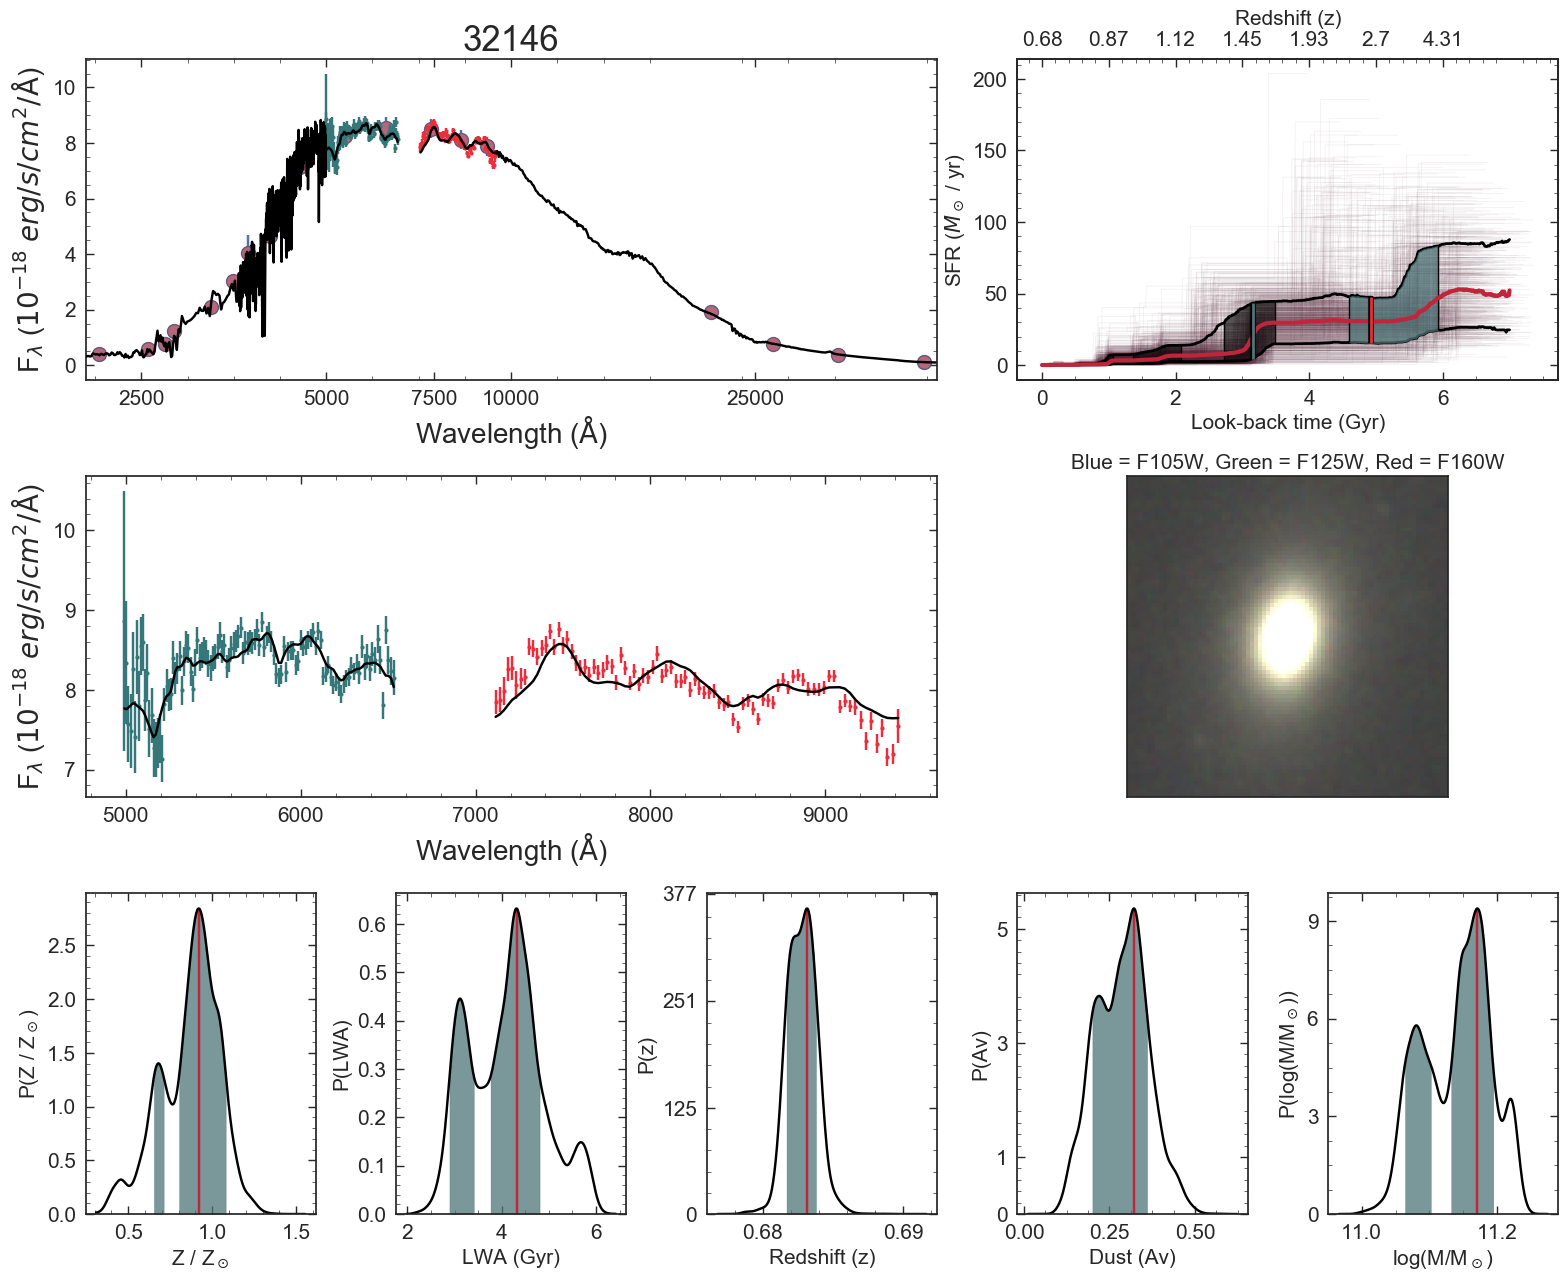 32146
F_λ (10^−18 erg/s/cm^2/Å)
10
8
6
4
2
0
2500 5000 7500 10000 25000
Wavelength (Å)
Redshift (z)
0.68 0.87 1.12 1.45 1.93 2.7 4.31
SFR (M_⊙ / yr)
200
150
100
50
0
0 2 4 6
Look-back time (Gyr)
F_λ (10^−18 erg/s/cm^2/Å)
10
9
8
7
5000 6000 7000 8000 9000
Wavelength (Å)
Blue = F105W, Green = F125W, Red = F160W
P(Z / Z_⊙)
2.5
2.0
1.5
1.0
0.5
0.0
0.5 1.0 1.5
Z / Z_⊙
P(LWA)
0.6
0.5
0.4
0.3
0.2
0.1
0.0
2 4 6
LWA (Gyr)
P(z)
377
251
125
0
0.68 0.69
Redshift (z)
P(Av)
5
3
1
0
0.00 0.25 0.50
Dust (Av)
P(log(M/M_⊙))
9
6
3
0
11.0 11.2
log(M/M_⊙)